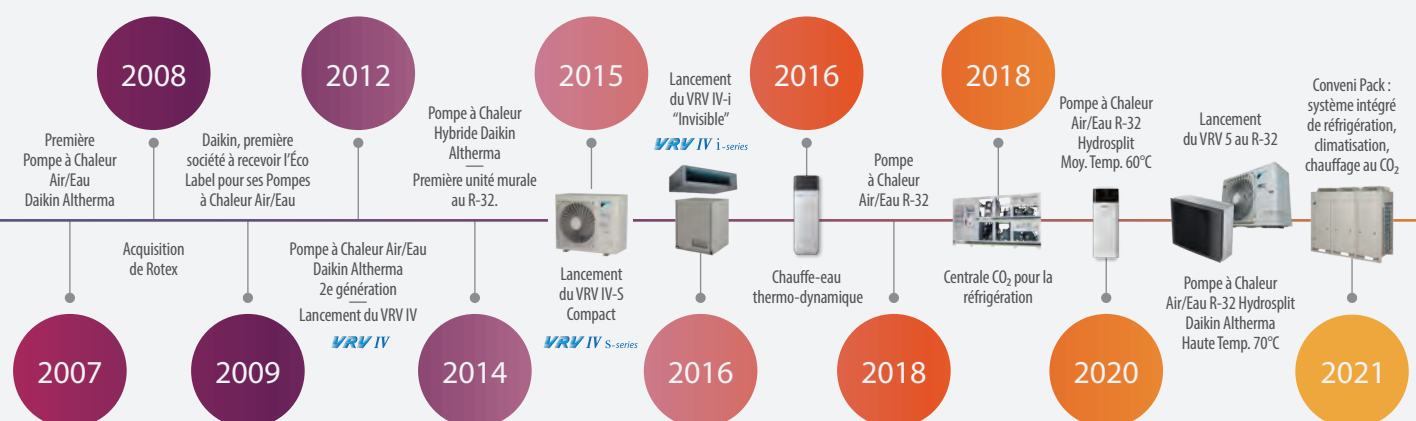 2007
Première
Pompe à Chaleur
Air/Eau
Daikin Altherma
2008
Acquisition
de Rotex
2009
Daikin, première
société à recevoir l’Éco
Label pour ses Pompes
à Chaleur Air/Eau
2012
Pompe à Chaleur Air/Eau
Daikin Altherma
2e génération
Lancement du VRV IV
VRV IV
2014
Pompe à Chaleur
Hybride Daikin
Altherma
Première unité murale
au R-32.
2015
Lancement
du VRV IV-S
Compact
VRV IV S-series
2016
Lancement
du VRV IV-i
“Invisible”
VRV IV i-series
2016
Chauffe-eau
thermo-dynamique
2018
Pompe
à Chaleur
Air/Eau R-32
2018
Centrale CO₂ pour la
réfrigération
2020
Pompe à Chaleur
Air/Eau R-32
Hydrosplit
Moy. Temp. 60°C
Lancement
du VRV 5 au R-32
Pompe à Chaleur
Air/Eau R-32 Hydrosplit
Daikin Altherma
Haute Temp. 70°C
2021
Conveni Pack :
système intégré
de réfrigération,
climatisation,
chauffage au CO₂